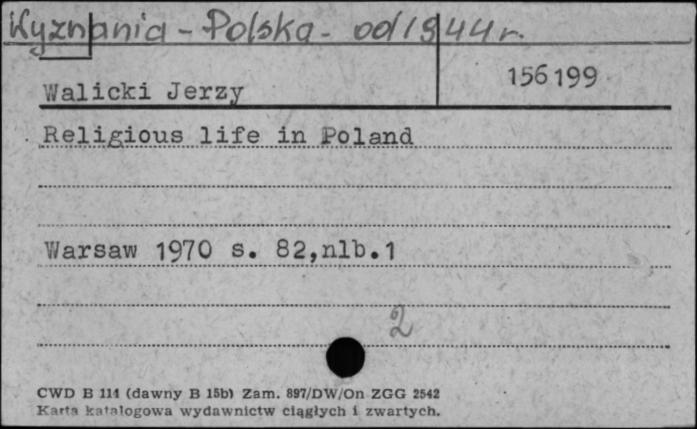 Wyznania - Polska - od 1944 r.
156199
Walicki Jerzy
Religious life in Poland
Warsaw 1970 s. 82,nlb.1
2
CWD B 114 (dawny B 15b) Zam. 897/DW/On ZGG 2542
Karta katalogowa wydawnictw ciągłych i zwartych.